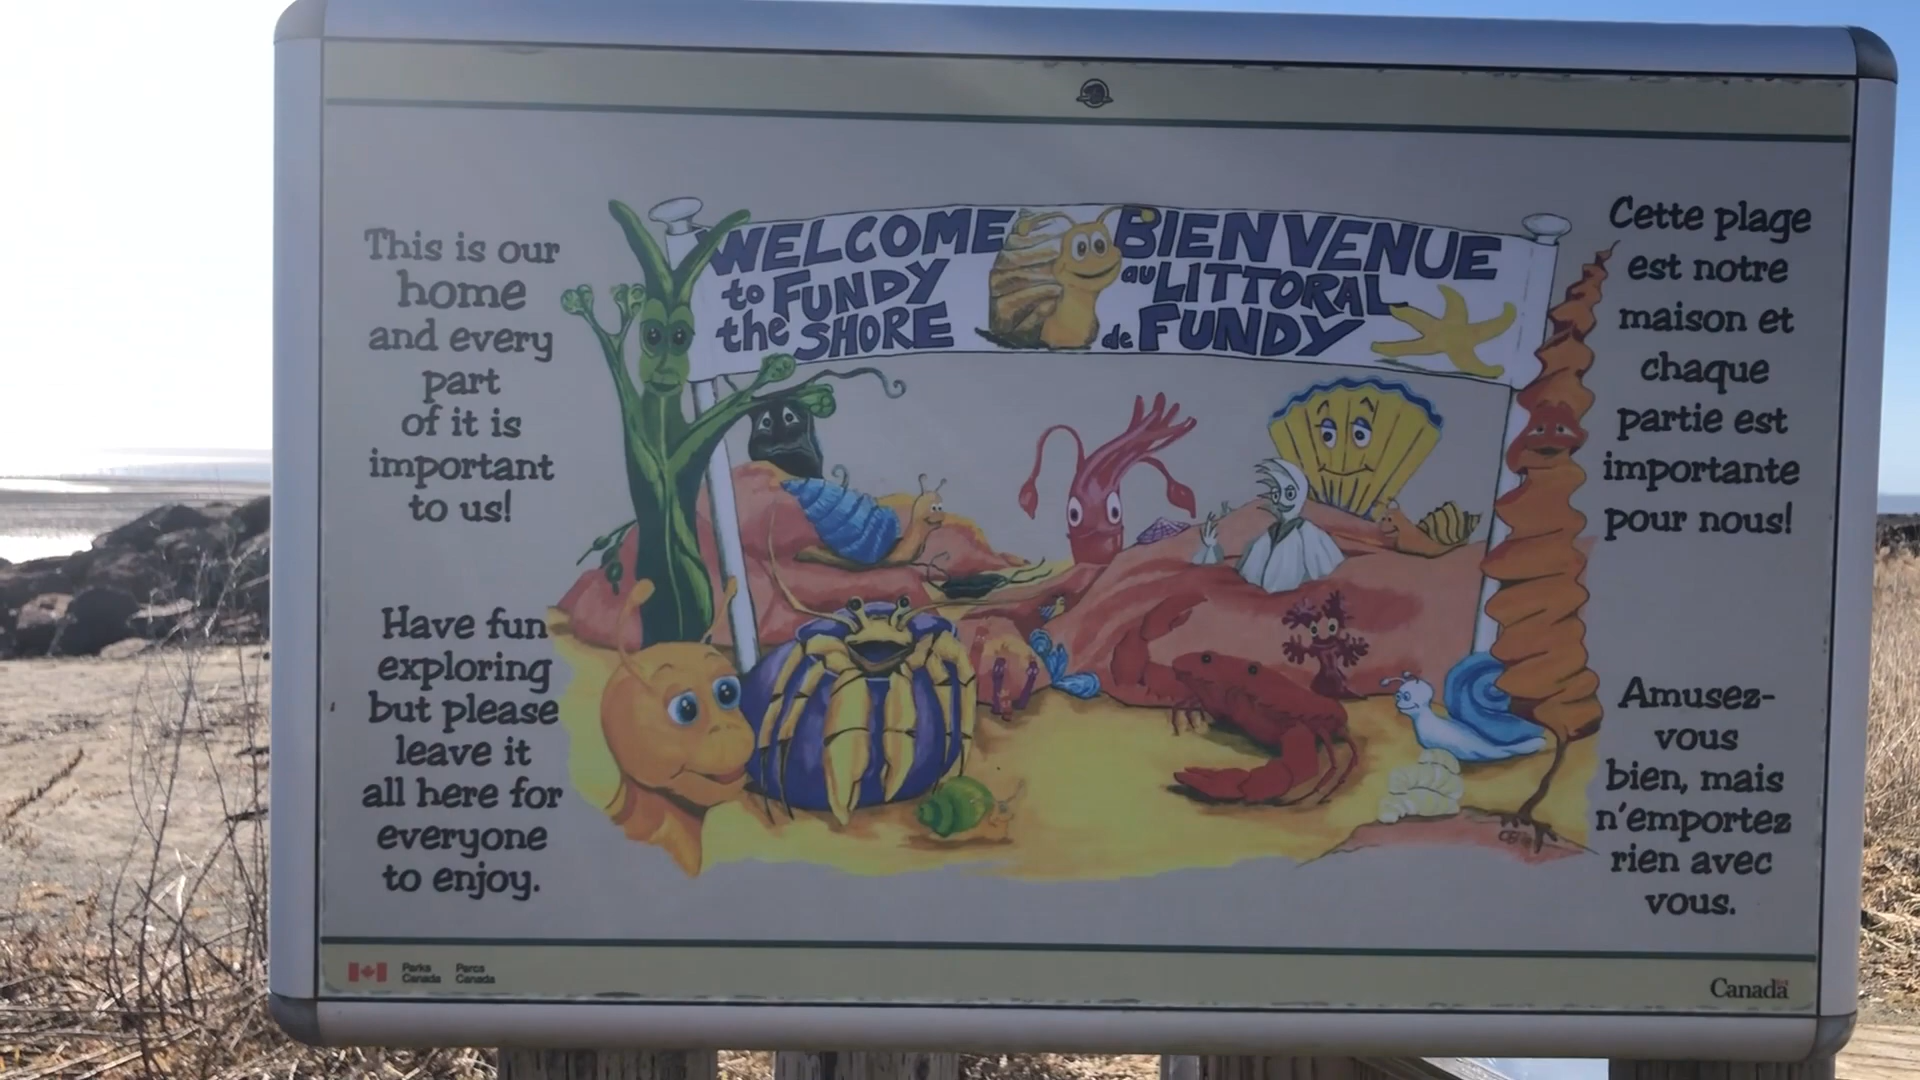 WELCOME
to FUNDY
the SHORE
BIENVENUE
au LITTORAL
de FUNDY
This is our
home
and every
part
of it is
important
to us!
Have fun
exploring
but please
leave it
all here for
everyone
to enjoy.
Cette plage
est notre
maison et
chaque
partie est
importante
pour nous!
Amusez-
vous
bien, mais
n'emportez
rien avec
vous.
Parks
Canada
Parcs
Canada
Canada